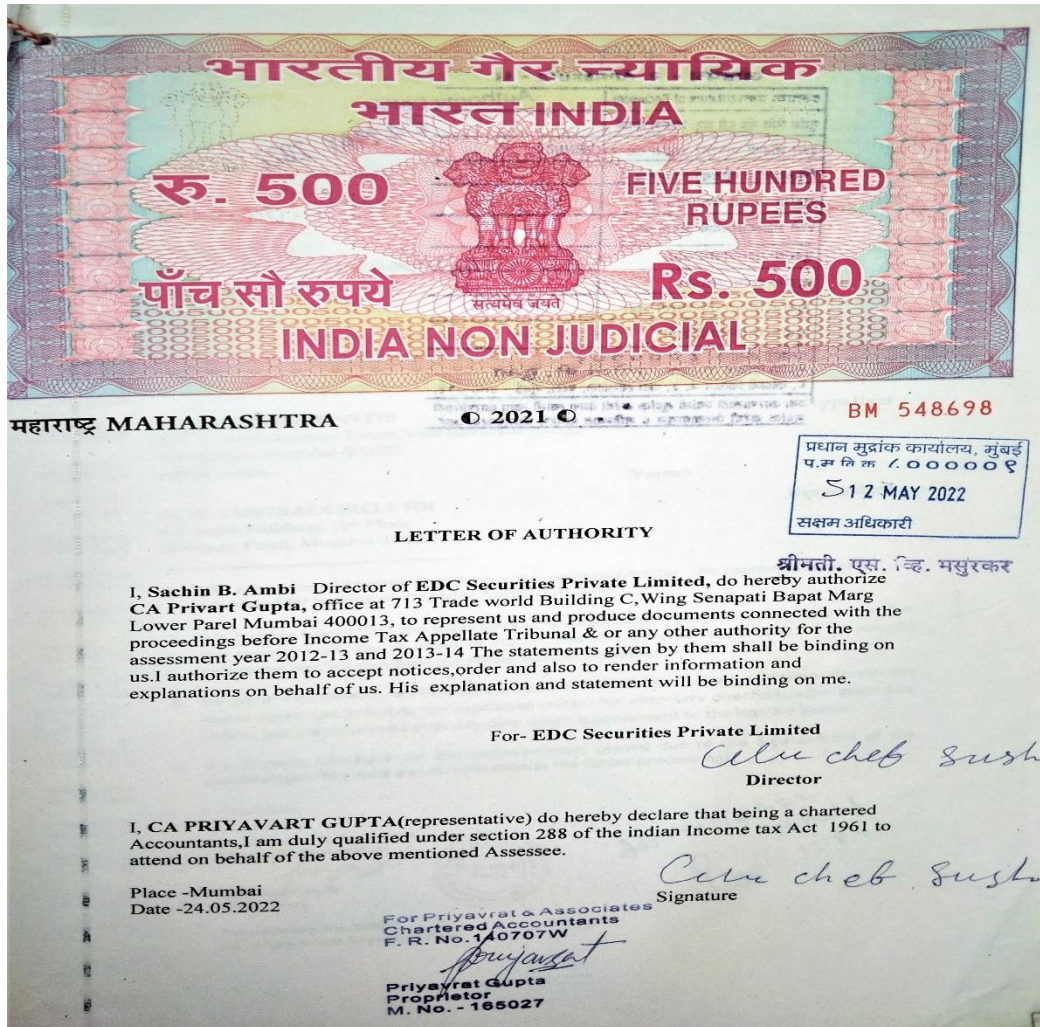 भारतीय गैर न्यायिक
भारत INDIA
रु. 500
FIVE HUNDRED
RUPEES
पाँच सौ रुपये
सत्यमेव जयते
Rs. 500
INDIA NON JUDICIAL
महाराष्ट्र MAHARASHTRA
2021
BM 548698
प्रधान मुद्रांक कार्यालय, मुंबई
12 MAY 2022
सक्षम अधिकारी
श्रीमती. एस. व्हि. मसुरकर
LETTER OF AUTHORITY
I, Sachin B. Ambi Director of EDC Securities Private Limited, do hereby authorize
CA Privart Gupta, office at 713 Trade world Building C,Wing Senapati Bapat Marg
Lower Parel Mumbai 400013, to represent us and produce documents connected with the
proceedings before Income Tax Appellate Tribunal & or any other authority for the
assessment year 2012-13 and 2013-14 The statements given by them shall be binding on
us.I authorize them to accept notices,order and also to render information and
explanations on behalf of us. His explanation and statement will be binding on me.
For- EDC Securities Private Limited
Director
I, CA PRIYAVART GUPTA(representative) do hereby declare that being a chartered
Accountants,I am duly qualified under section 288 of the indian Income tax Act 1961 to
attend on behalf of the above mentioned Assessee.
Place -Mumbai
Signature
Date -24.05.2022
For Priyavrat & Associates
Chartered Accountants
F. R. No.140707W
Priyavrat Gupta
Proprietor
M. No. - 165027